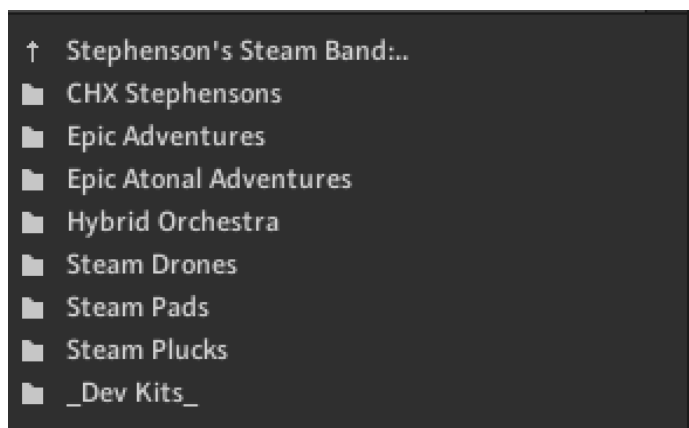 Stephenson's Steam Band:..
CHX Stephensons
Epic Adventures
Epic Atonal Adventures
Hybrid Orchestra
Steam Drones
Steam Pads
Steam Plucks
_Dev Kits_